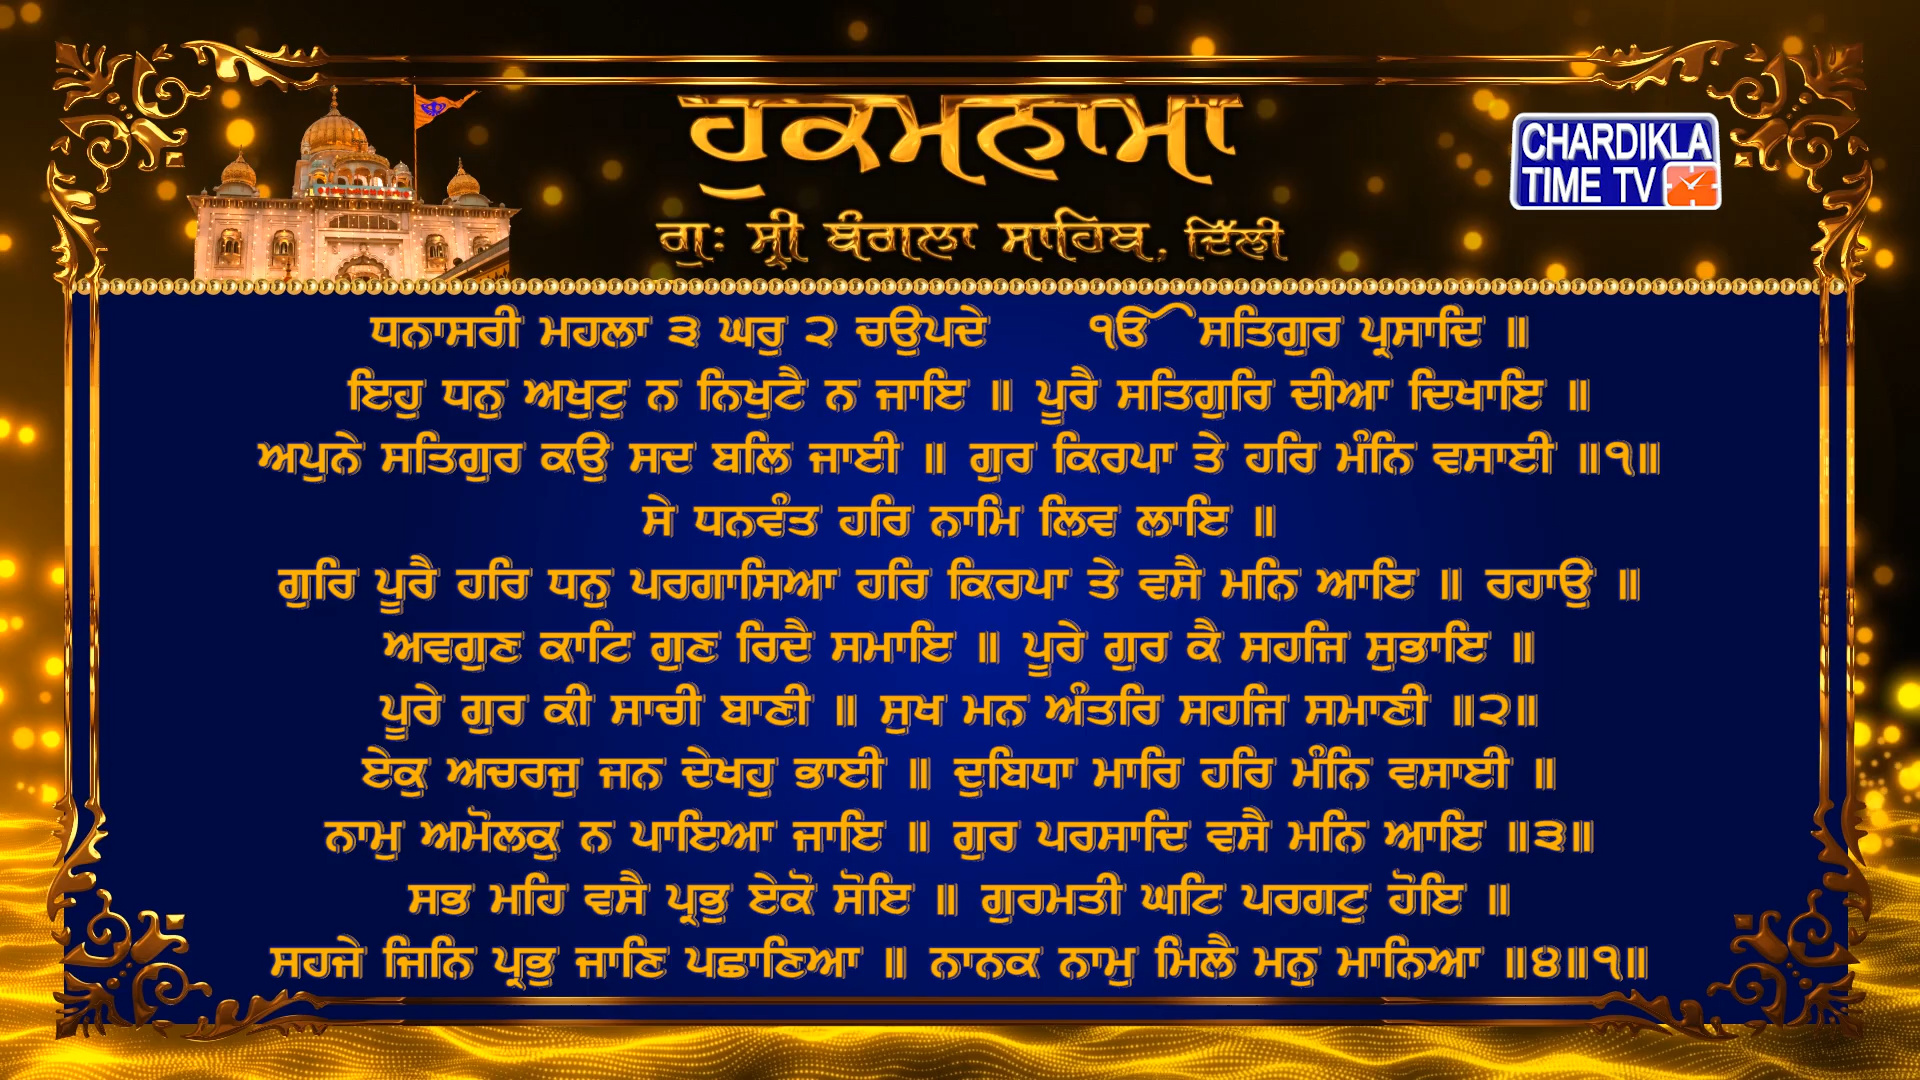 ਹੁਕਮਨਾਮਾ
ਗੁਃ ਸ੍ਰੀ ਬੰਗਲਾ ਸਾਹਿਬ, ਦਿੱਲੀ
CHARDIKLA
TIME TV
ਧਨਾਸਰੀ ਮਹਲਾ ੩ ਘਰੁ ੨ ਚਉਪਦੇ ੴ ਸਤਿਗੁਰ ਪ੍ਰਸਾਦਿ ॥
ਇਹੁ ਧਨੁ ਅਖੁਟੁ ਨ ਨਿਖੁਟੈ ਨ ਜਾਇ ॥ ਪੂਰੈ ਸਤਿਗੁਰਿ ਦੀਆ ਦਿਖਾਇ ॥
ਅਪੁਨੇ ਸਤਿਗੁਰ ਕਉ ਸਦ ਬਲਿ ਜਾਈ ॥ ਗੁਰ ਕਿਰਪਾ ਤੇ ਹਰਿ ਮੰਨਿ ਵਸਾਈ ॥੧॥
ਸੇ ਧਨਵੰਤ ਹਰਿ ਨਾਮਿ ਲਿਵ ਲਾਇ ॥
ਗੁਰਿ ਪੂਰੈ ਹਰਿ ਧਨੁ ਪਰਗਾਸਿਆ ਹਰਿ ਕਿਰਪਾ ਤੇ ਵਸੈ ਮਨਿ ਆਇ ॥ ਰਹਾਉ ॥
ਅਵਗੁਣ ਕਾਟਿ ਗੁਣ ਰਿਦੈ ਸਮਾਇ ॥ ਪੂਰੇ ਗੁਰ ਕੈ ਸਹਜਿ ਸੁਭਾਇ ॥
ਪੂਰੇ ਗੁਰ ਕੀ ਸਾਚੀ ਬਾਣੀ ॥ ਸੁਖ ਮਨ ਅੰਤਰਿ ਸਹਜਿ ਸਮਾਣੀ ॥੨॥
ਏਕੁ ਅਚਰਜੁ ਜਨ ਦੇਖਹੁ ਭਾਈ ॥ ਦੁਬਿਧਾ ਮਾਰਿ ਹਰਿ ਮੰਨਿ ਵਸਾਈ ॥
ਨਾਮੁ ਅਮੋਲਕੁ ਨ ਪਾਇਆ ਜਾਇ ॥ ਗੁਰ ਪਰਸਾਦਿ ਵਸੈ ਮਨਿ ਆਇ ॥੩॥
ਸਭ ਮਹਿ ਵਸੈ ਪ੍ਰਭੁ ਏਕੋ ਸੋਇ ॥ ਗੁਰਮਤੀ ਘਟਿ ਪਰਗਟੁ ਹੋਇ ॥
ਸਹਜੇ ਜਿਨਿ ਪ੍ਰਭੁ ਜਾਣਿ ਪਛਾਣਿਆ ॥ ਨਾਨਕ ਨਾਮੁ ਮਿਲੈ ਮਨੁ ਮਾਨਿਆ ॥੪॥੧॥